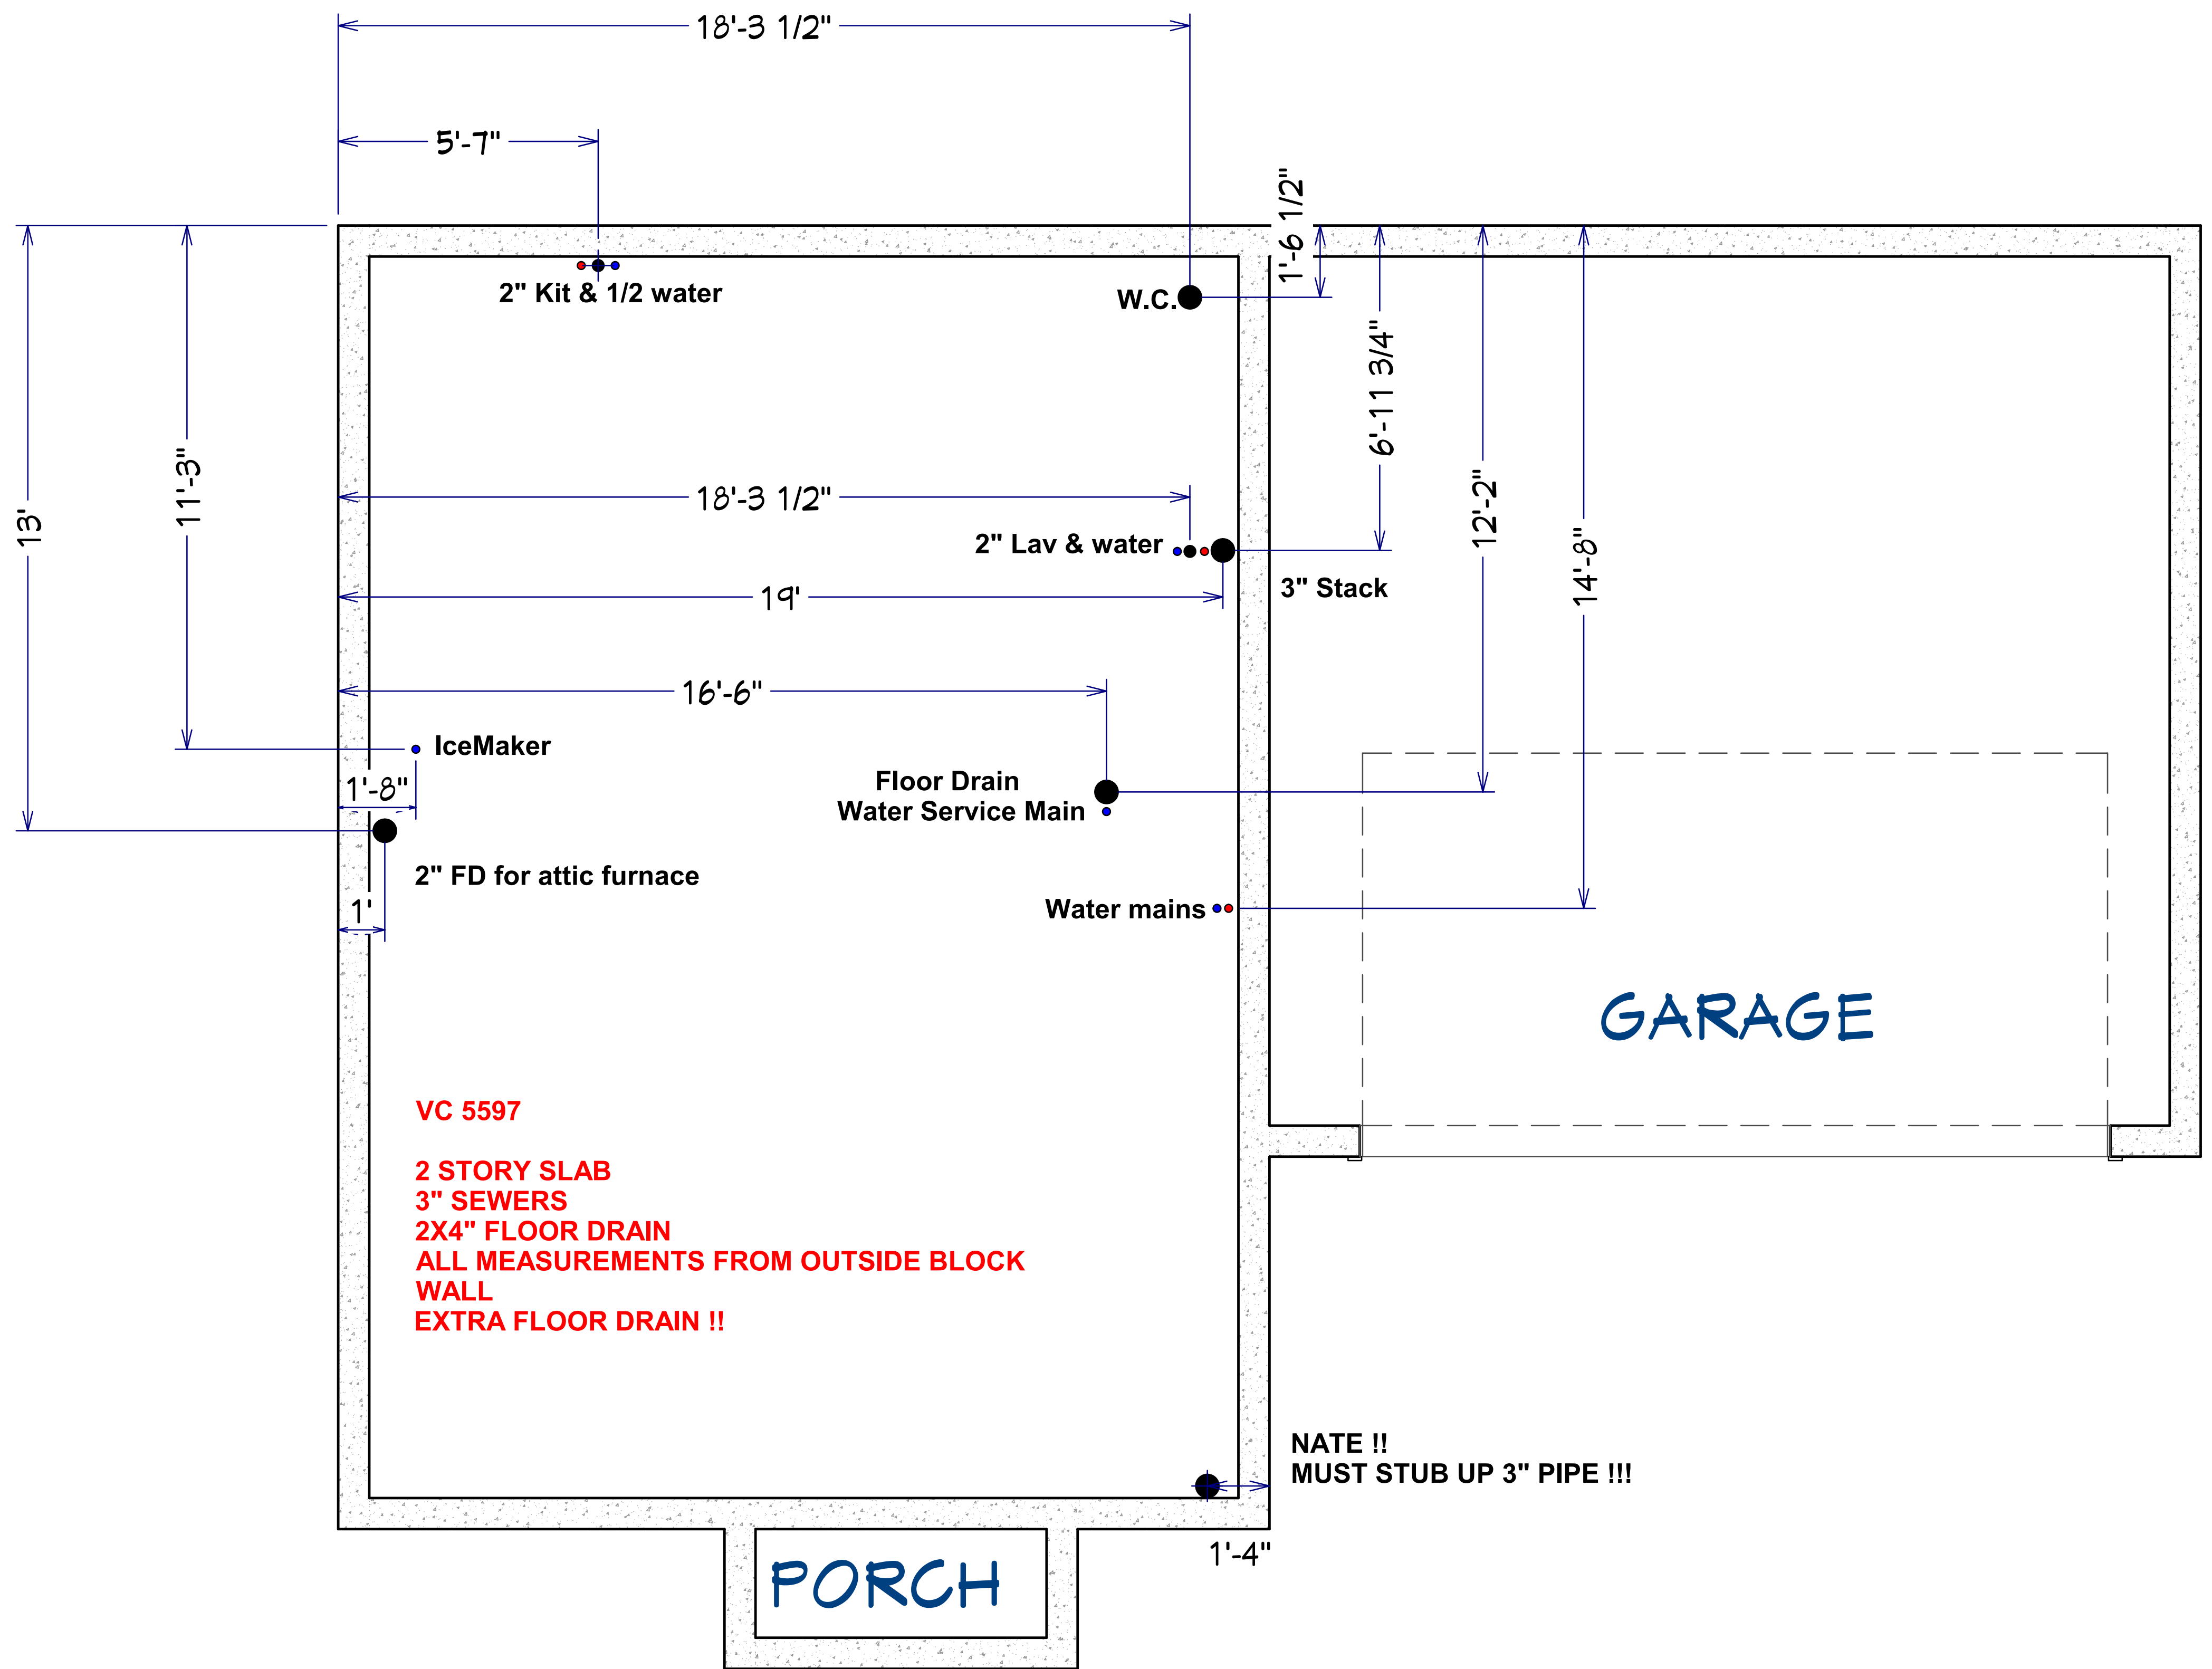 18'-3 1/2"
5'-7"
1'-6 1/2"
2" Kit & 1/2 water
W.C.
6'-11 3/4"
11'-3"
13'
18'-3 1/2"
12'-2"
14'-8"
2" Lav & water
3" Stack
19'
16'-6"
IceMaker
1'-8"
Floor Drain
Water Service Main
2" FD for attic furnace
1'
Water mains
GARAGE
VC 5597
2 STORY SLAB
3" SEWERS
2X4" FLOOR DRAIN
ALL MEASUREMENTS FROM OUTSIDE BLOCK
WALL
EXTRA FLOOR DRAIN !!
NATE !!
MUST STUB UP 3" PIPE !!!
1'-4"
PORCH